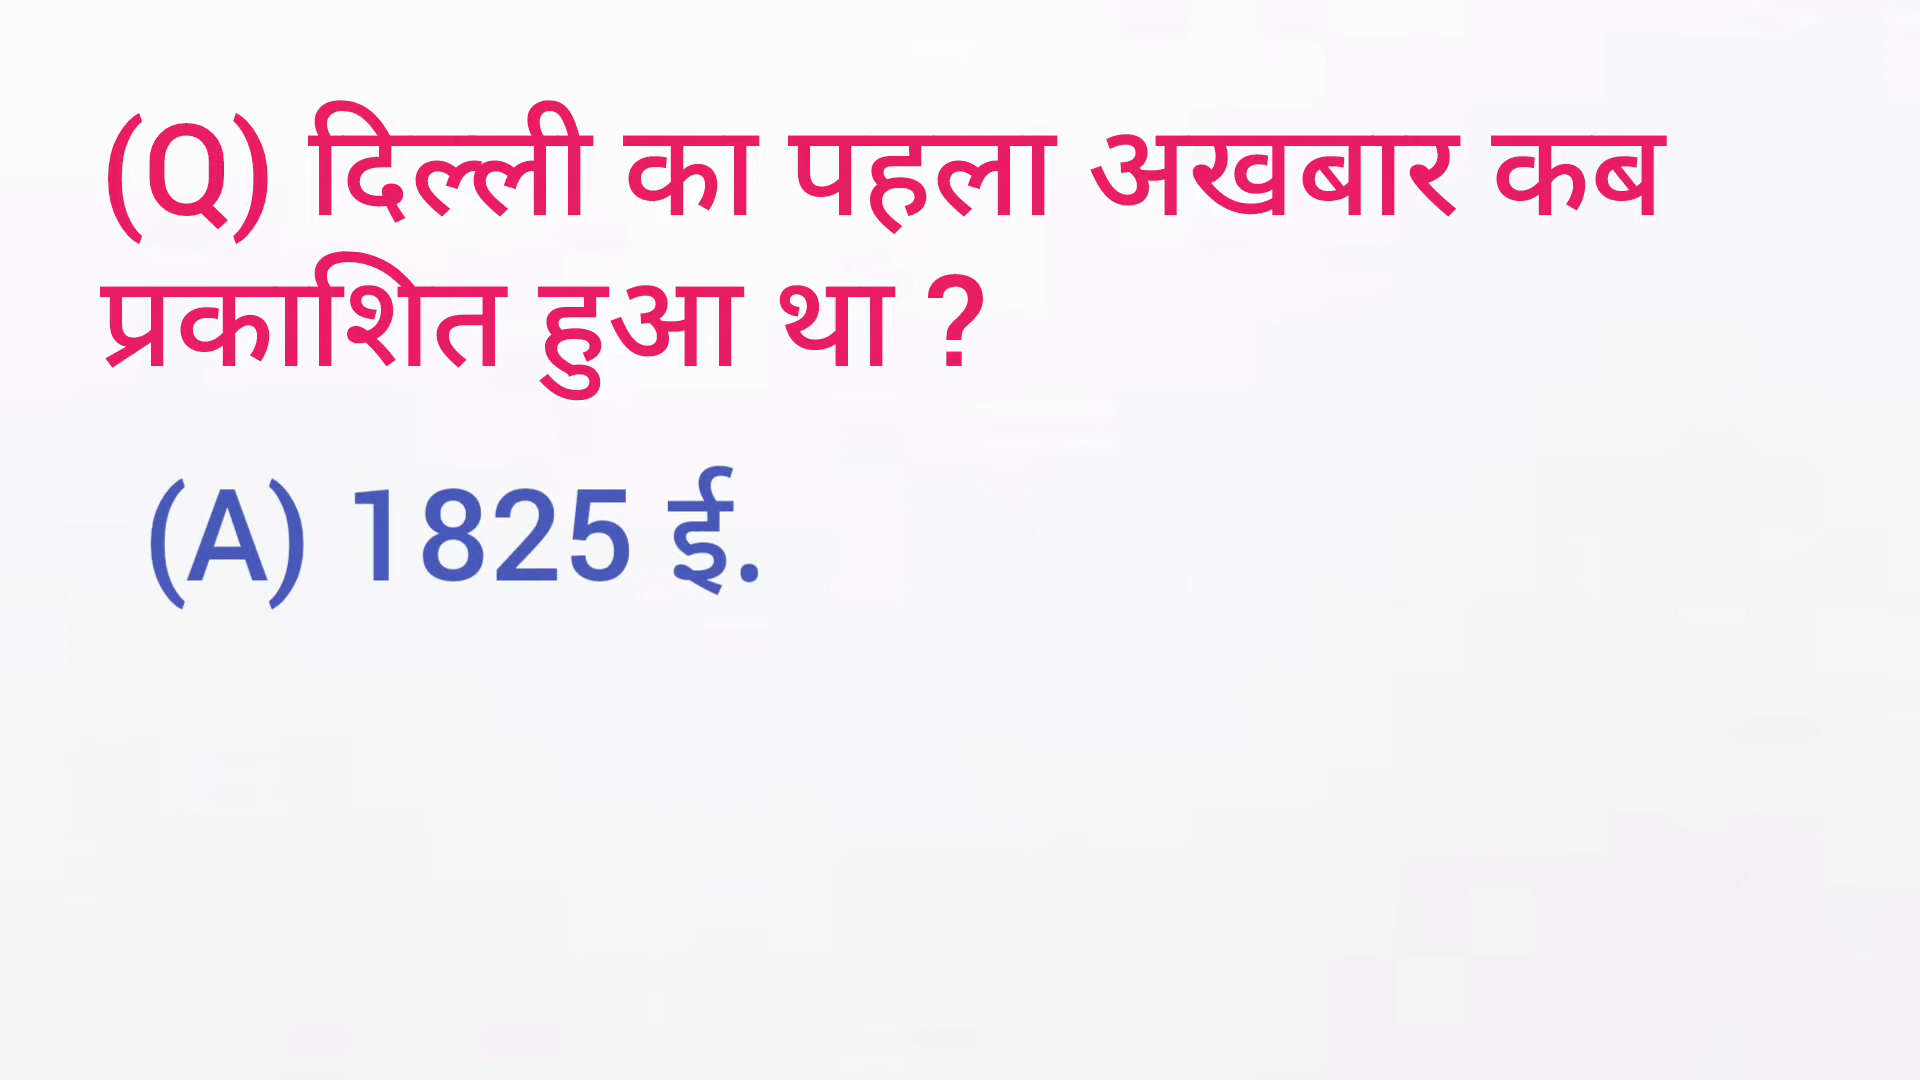 (Q) दिल्ली का पहला अखबार कब
प्रकाशित हुआ था ?
(A) 1825 ई.